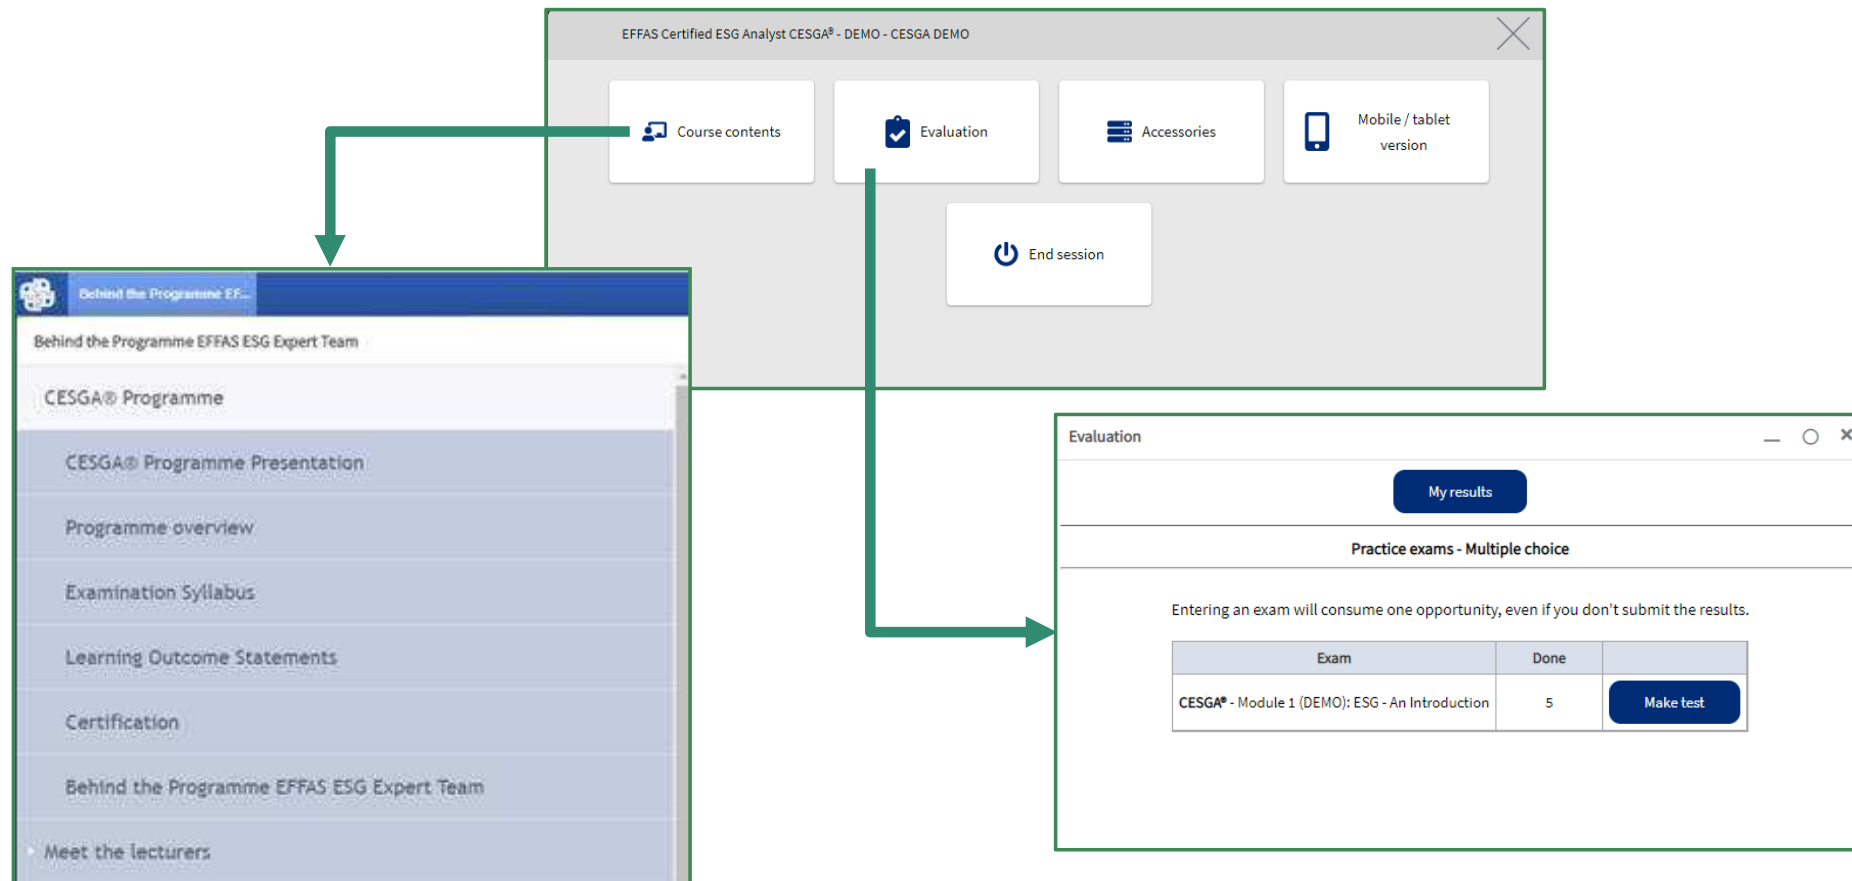 EFFAS Certified ESG Analyst CESGA® - DEMO - CESGA DEMO
Course contents
Evaluation
Accessories
Mobile / tablet
version
End session
Behind the Programme EF...
Behind the Programme EFFAS ESG Expert Team
CESGA® Programme
CESGA® Programme Presentation
Programme overview
Examination Syllabus
Learning Outcome Statements
Certification
Behind the Programme EFFAS ESG Expert Team
Meet the lecturers
Evaluation
My results
Practice exams - Multiple choice
Entering an exam will consume one opportunity, even if you don't submit the results.
Exam Done
CESGA® - Module 1 (DEMO): ESG - An Introduction 5 Make test